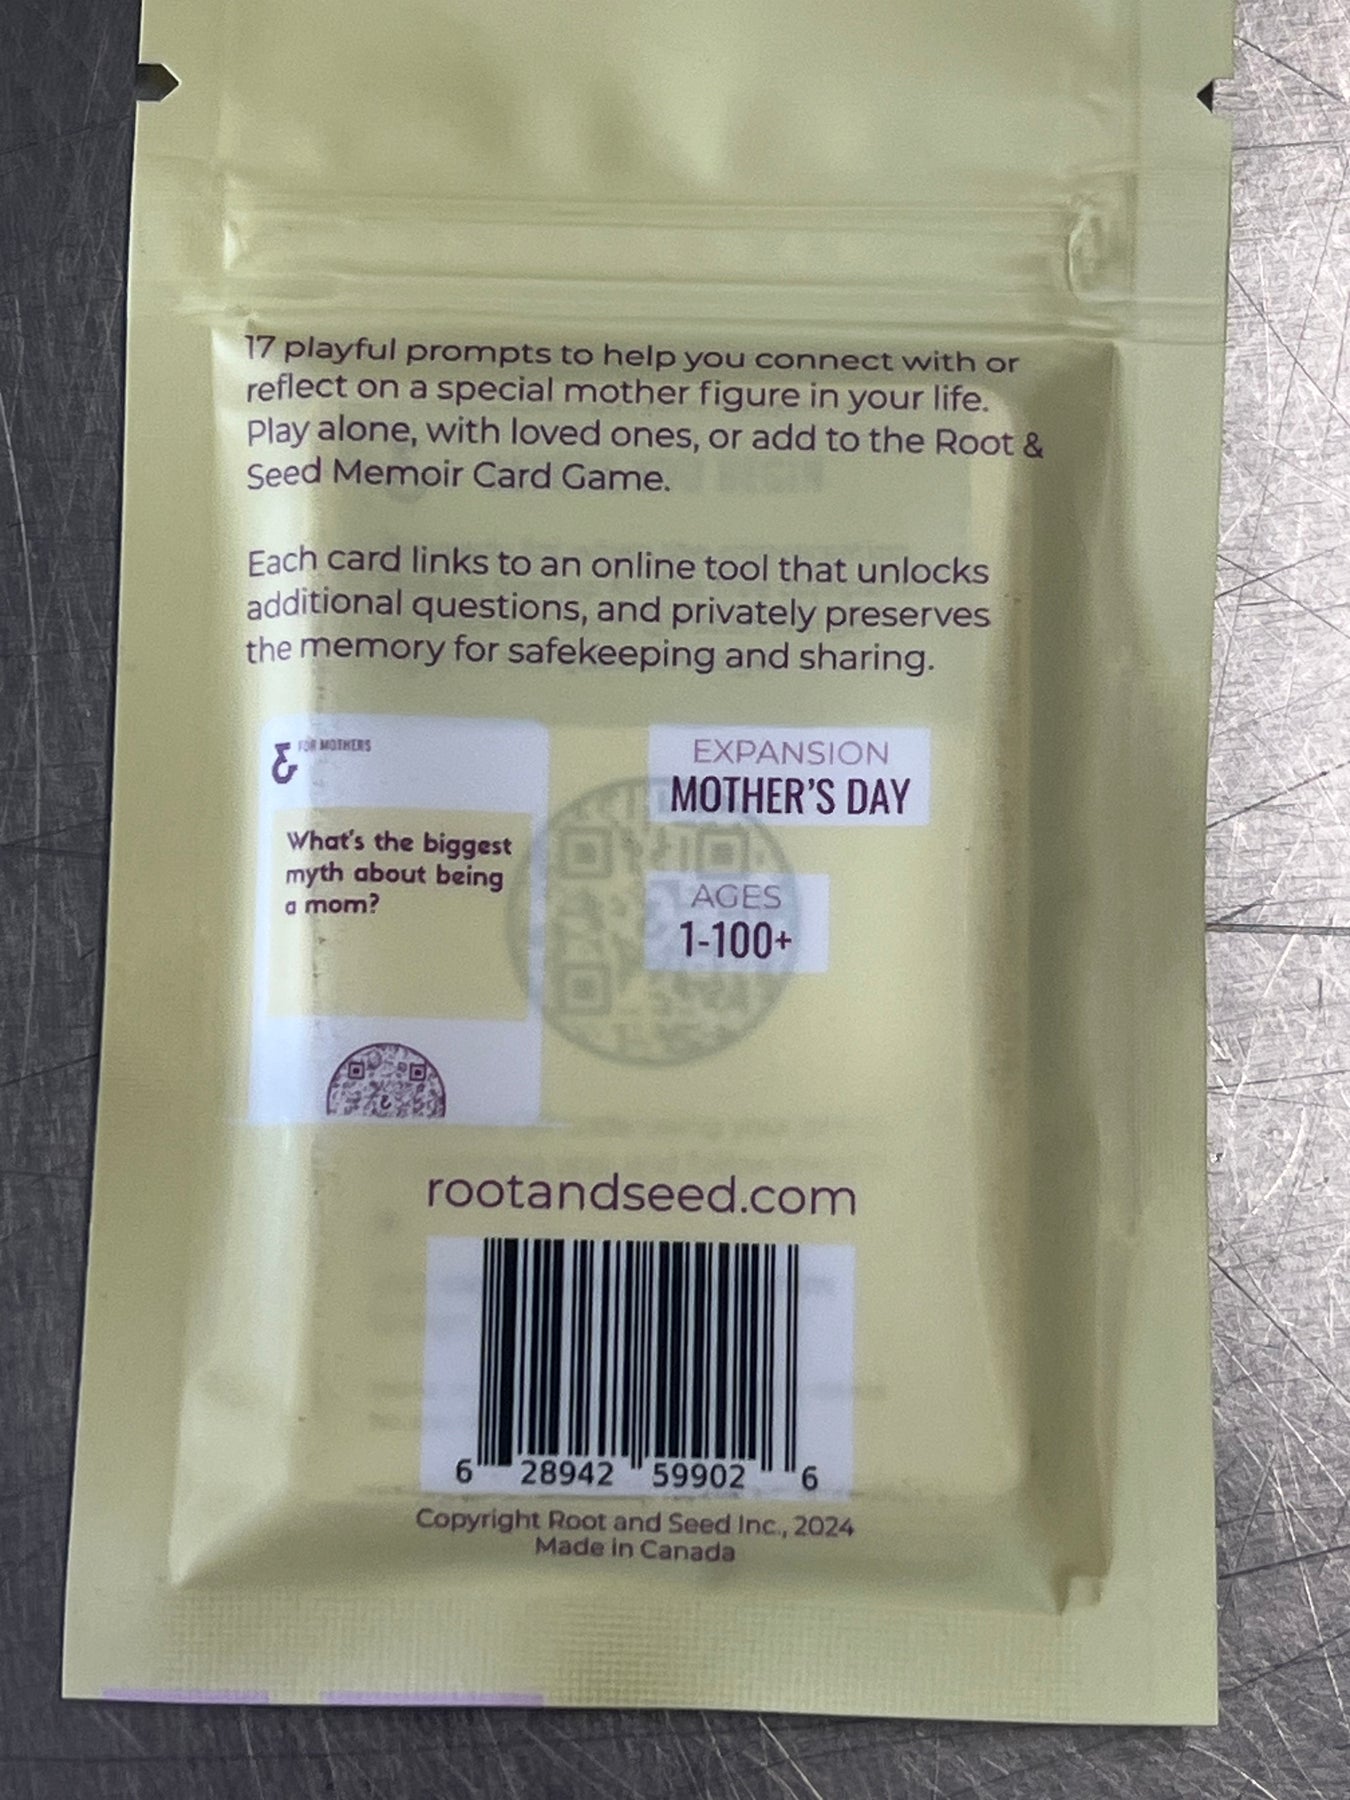 17 playful prompts to help you connect with or
reflect on a special mother figure in your life.
Play alone, with loved ones, or add to the Root &
Seed Memoir Card Game.
Each card links to an online tool that unlocks
additional questions, and privately preserves
the memory for safekeeping and sharing.
& FOR MOTHERS
What's the biggest
myth about being
a mom?
EXPANSION
MOTHER'S DAY
AGES
1-100+
rootandseed.com
6 28942 59902 6
Copyright Root and Seed Inc., 2024
Made in Canada